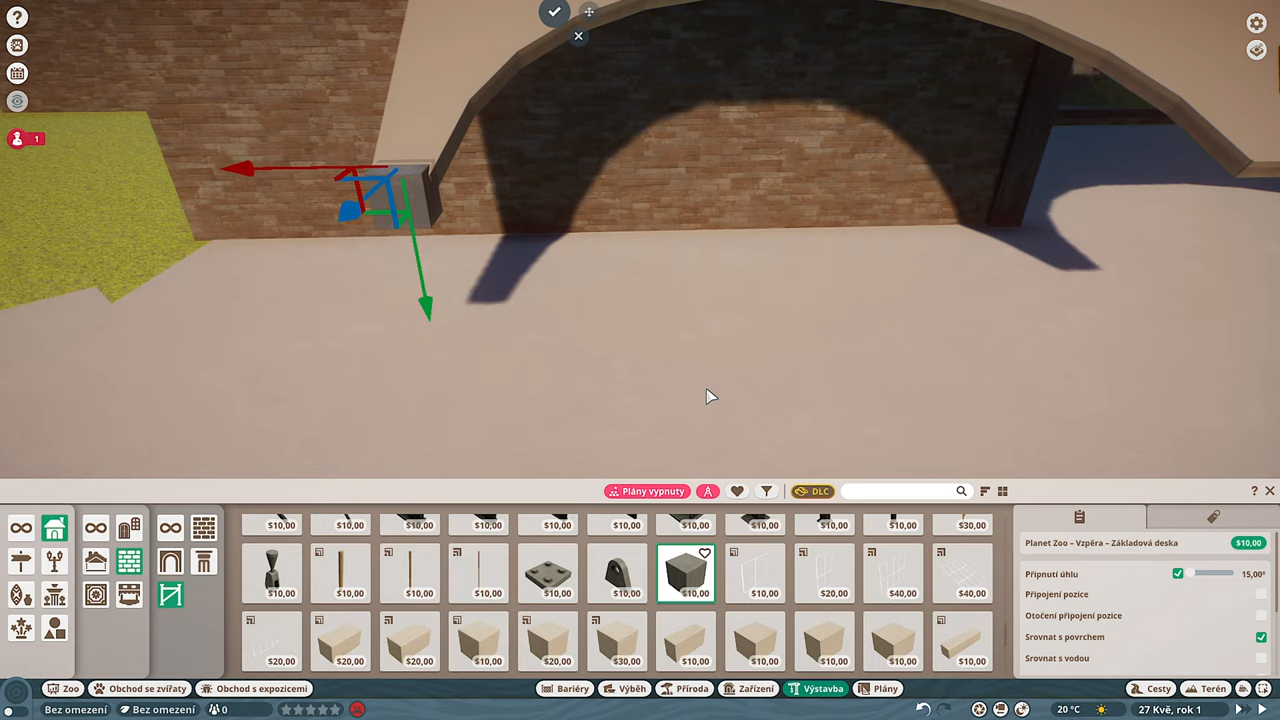 ?
1
Plány vypnuty
DLC
?
$10,00 $10,00 $10,00 $10,00 $10,00 $10,00 $10,00 $10,00 $10,00 $10,00 $30,00
$10,00 $10,00 $10,00 $10,00 $10,00 $10,00 $10,00 $10,00 $20,00 $40,00 $40,00
$20,00 $20,00 $20,00 $10,00 $20,00 $30,00 $10,00 $10,00 $10,00 $10,00 $10,00
Planet Zoo – Vzpěra – Základová deska $10,00
Připnutí úhlu 15,00°
Připojení pozice
Otočení připojení pozice
Srovnat s povrchem
Srovnat s vodou
Zoo Obchod se zvířaty Obchod s expozicemi Bariéry Výběh Příroda Zařízení Výstavba Plány Cesty Terén
Bez omezení Bez omezení 0 20 °C 27 Kvě, rok 1